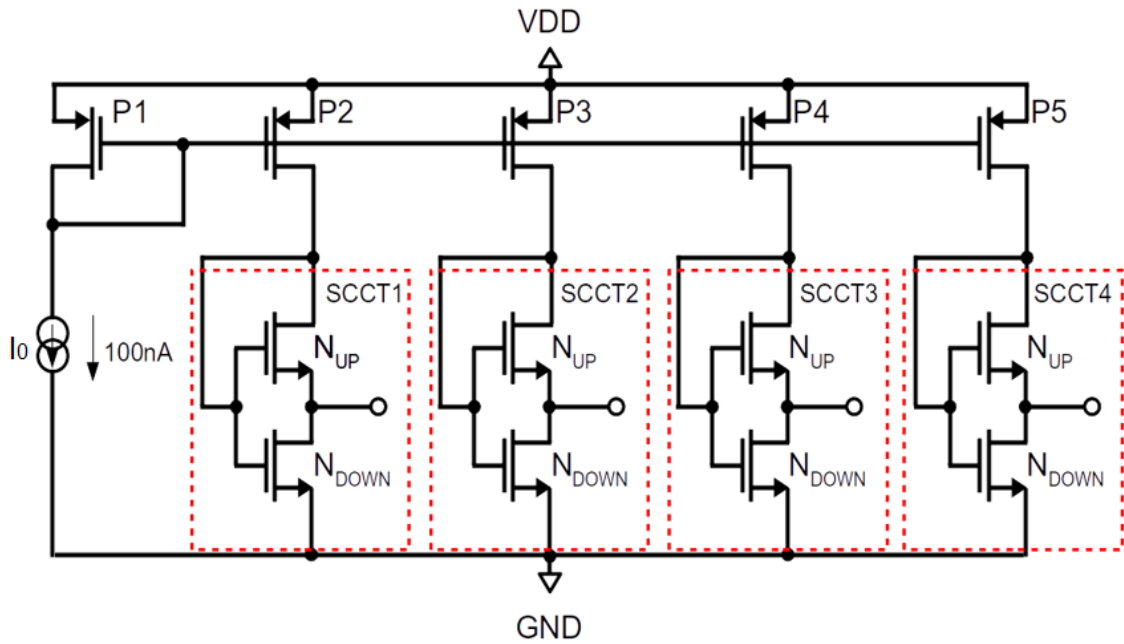 VDD
P1
P2
P3
P4
P5
I0
100nA
SCCT1
SCCT2
SCCT3
SCCT4
NUP
NUP
NUP
NUP
NDOWN
NDOWN
NDOWN
NDOWN
GND